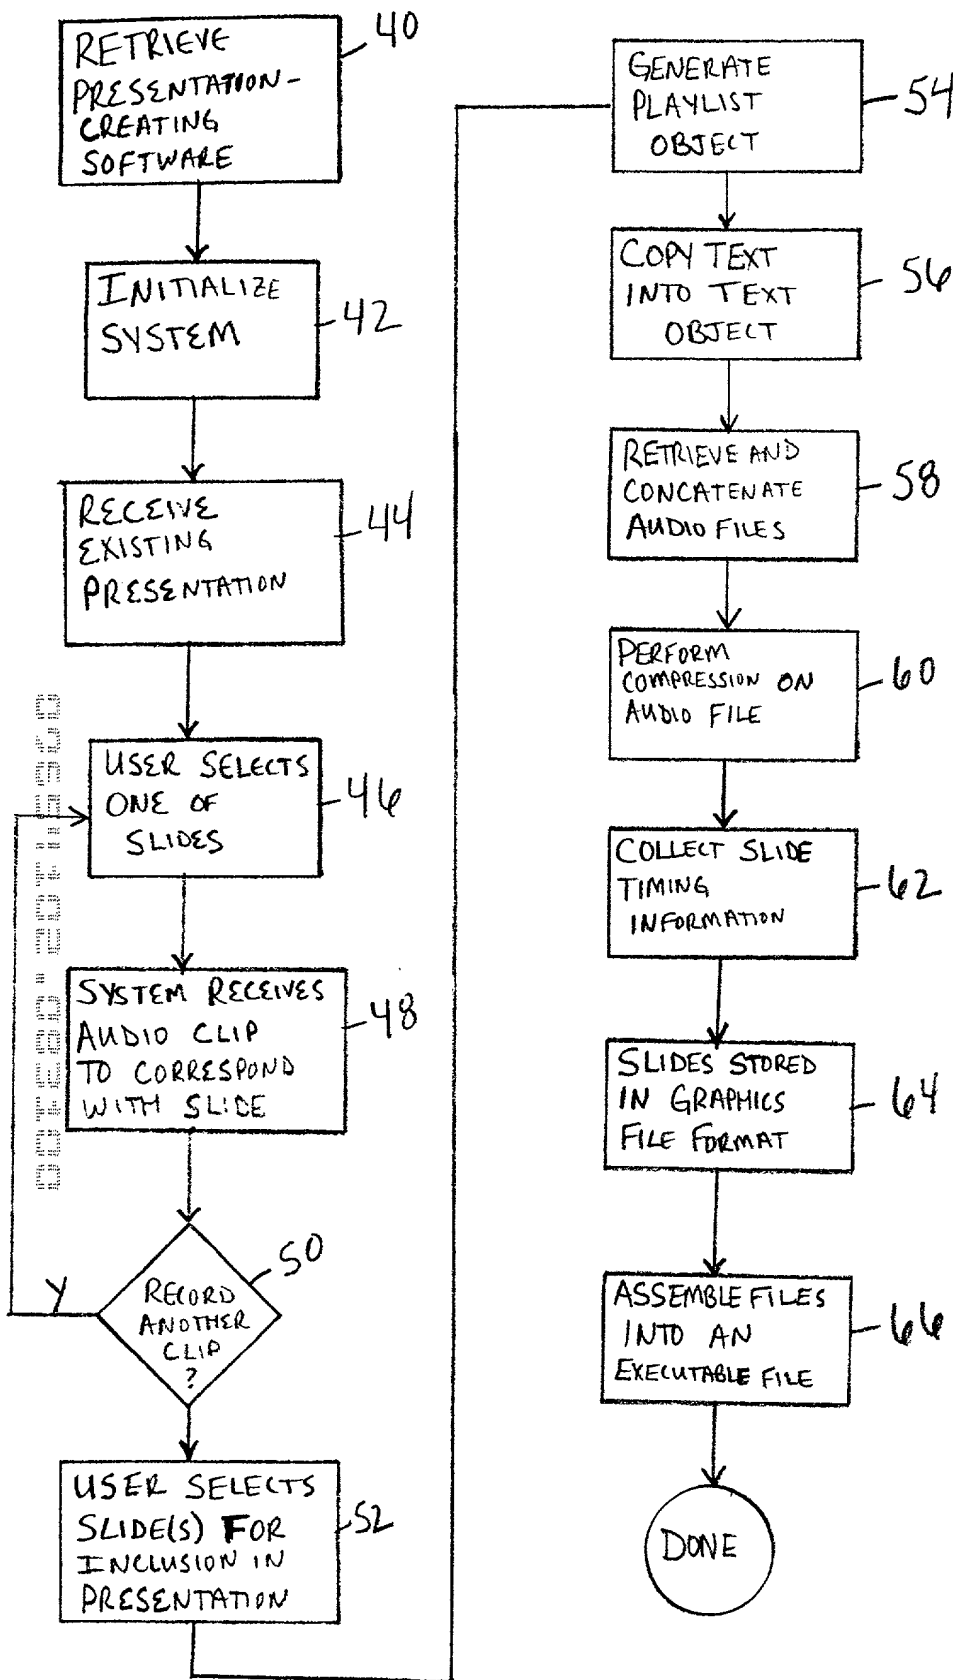 RETRIEVE
PRESENTATION-
CREATING
SOFTWARE
40
INITIALIZE
SYSTEM
42
RECEIVE
EXISTING
PRESENTATION
44
USER SELECTS
ONE OF
SLIDES
46
SYSTEM RECEIVES
AUDIO CLIP
TO CORRESPOND
WITH SLIDE
48
RECORD
ANOTHER
CLIP
?
50
Y
USER SELECTS
SLIDE(S) FOR
INCLUSION IN
PRESENTATION
52
GENERATE
PLAYLIST
OBJECT
54
COPY TEXT
INTO TEXT
OBJECT
56
RETRIEVE AND
CONCATENATE
AUDIO FILES
58
PERFORM
COMPRESSION ON
AUDIO FILE
60
COLLECT SLIDE
TIMING
INFORMATION
62
SLIDES STORED
IN GRAPHICS
FILE FORMAT
64
ASSEMBLE FILES
INTO AN
EXECUTABLE FILE
66
DONE